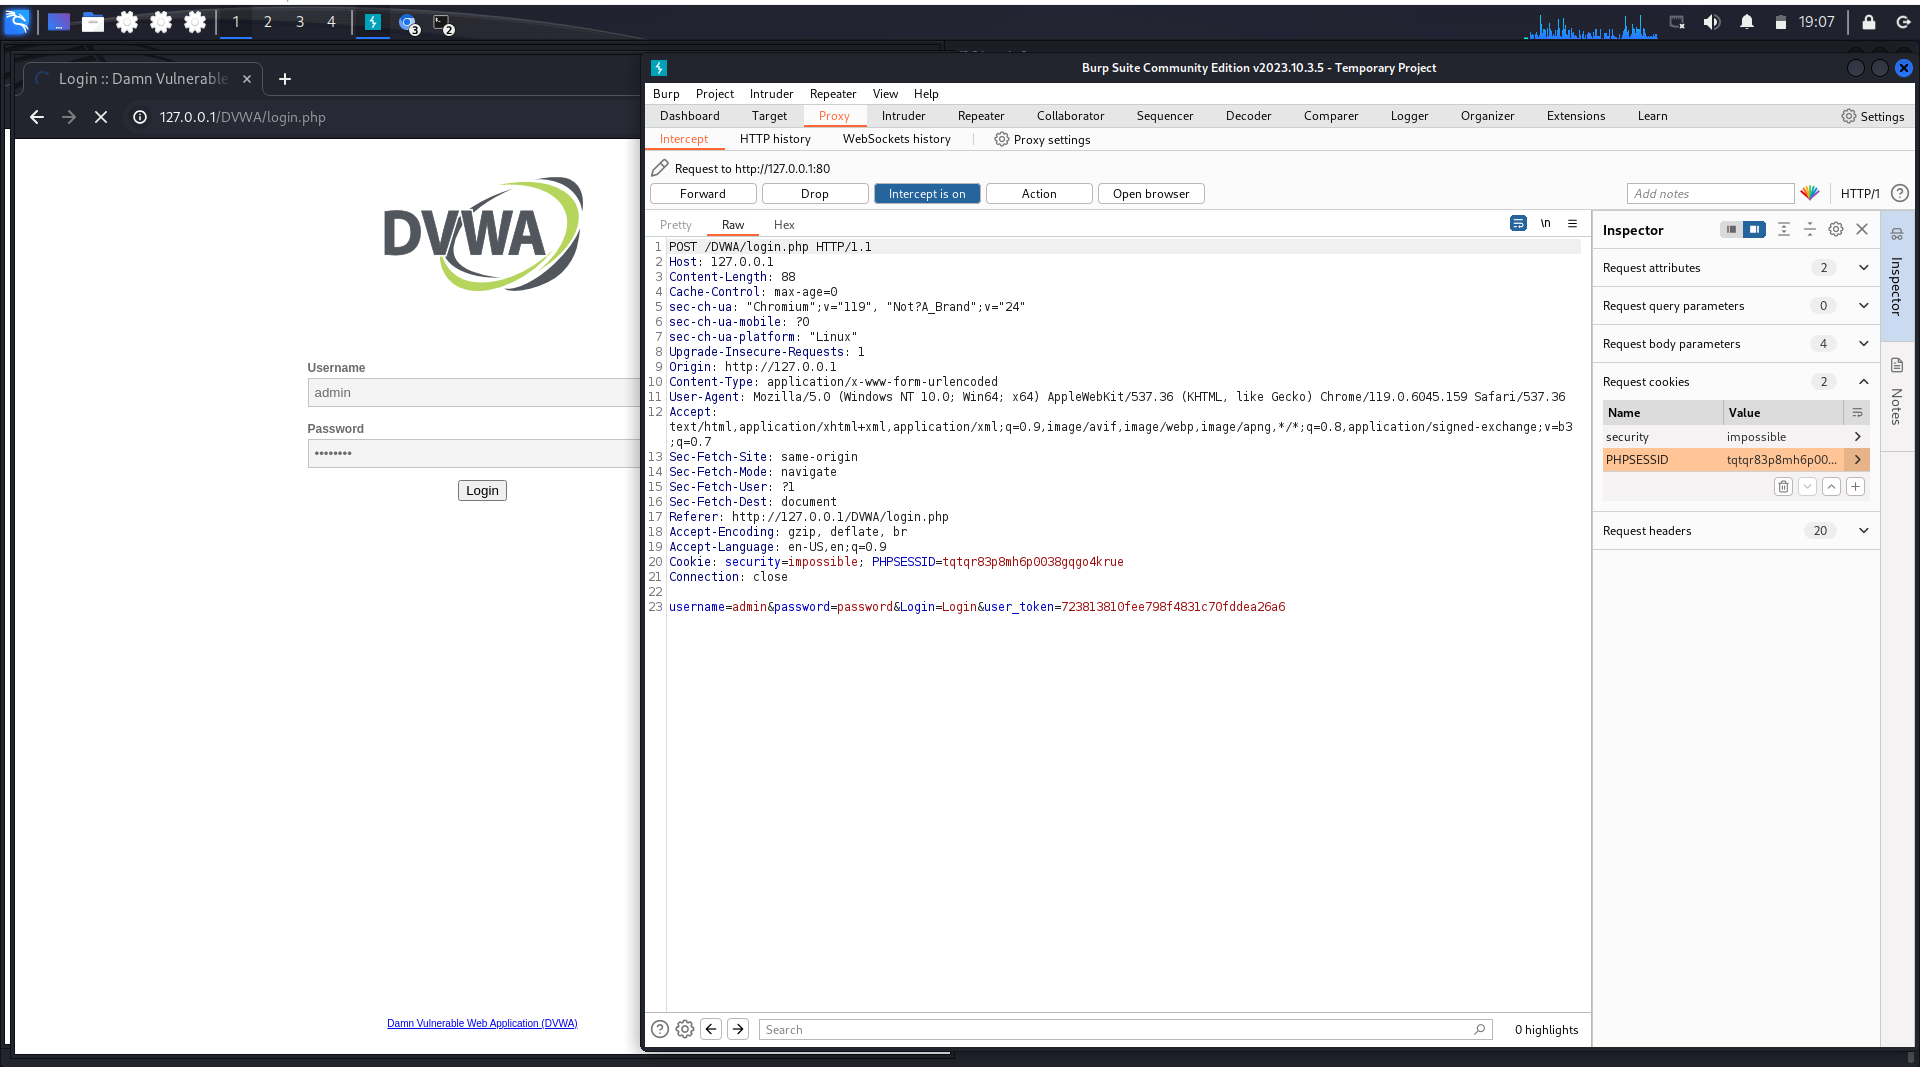 1 2 3 4 3 2 19:07
Login :: Damn Vulnerable
127.0.0.1/DVWA/login.php
DVWA
Username
admin
Password
••••••••
Login
Damn Vulnerable Web Application (DVWA)
Burp Suite Community Edition v2023.10.3.5 - Temporary Project
Burp Project Intruder Repeater View Help
Dashboard Target Proxy Intruder Repeater Collaborator Sequencer Decoder Comparer Logger Organizer Extensions Learn Settings
Intercept HTTP history WebSockets history Proxy settings
Request to http://127.0.0.1:80
Forward Drop Intercept is on Action Open browser Add notes HTTP/1
Pretty Raw Hex \n
1 POST /DVWA/login.php HTTP/1.1
2 Host: 127.0.0.1
3 Content-Length: 88
4 Cache-Control: max-age=0
5 sec-ch-ua: "Chromium";v="119", "Not?A_Brand";v="24"
6 sec-ch-ua-mobile: ?0
7 sec-ch-ua-platform: "Linux"
8 Upgrade-Insecure-Requests: 1
9 Origin: http://127.0.0.1
10 Content-Type: application/x-www-form-urlencoded
11 User-Agent: Mozilla/5.0 (Windows NT 10.0; Win64; x64) AppleWebKit/537.36 (KHTML, like Gecko) Chrome/119.0.6045.159 Safari/537.36
12 Accept:
text/html,application/xhtml+xml,application/xml;q=0.9,image/avif,image/webp,image/apng,*/*;q=0.8,application/signed-exchange;v=b3
;q=0.7
13 Sec-Fetch-Site: same-origin
14 Sec-Fetch-Mode: navigate
15 Sec-Fetch-User: ?1
16 Sec-Fetch-Dest: document
17 Referer: http://127.0.0.1/DVWA/login.php
18 Accept-Encoding: gzip, deflate, br
19 Accept-Language: en-US,en;q=0.9
20 Cookie: security=impossible; PHPSESSID=tqtqr83p8mh6p0038gqgo4krue
21 Connection: close
22
23 username=admin&password=password&Login=Login&user_token=723813810fee798f4831c70fddea26a6
Search 0 highlights
Inspector
Request attributes 2
Request query parameters 0
Request body parameters 4
Request cookies 2
Name Value
security impossible
PHPSESSID tqtqr83p8mh6p00...
Request headers 20
Inspector
Notes